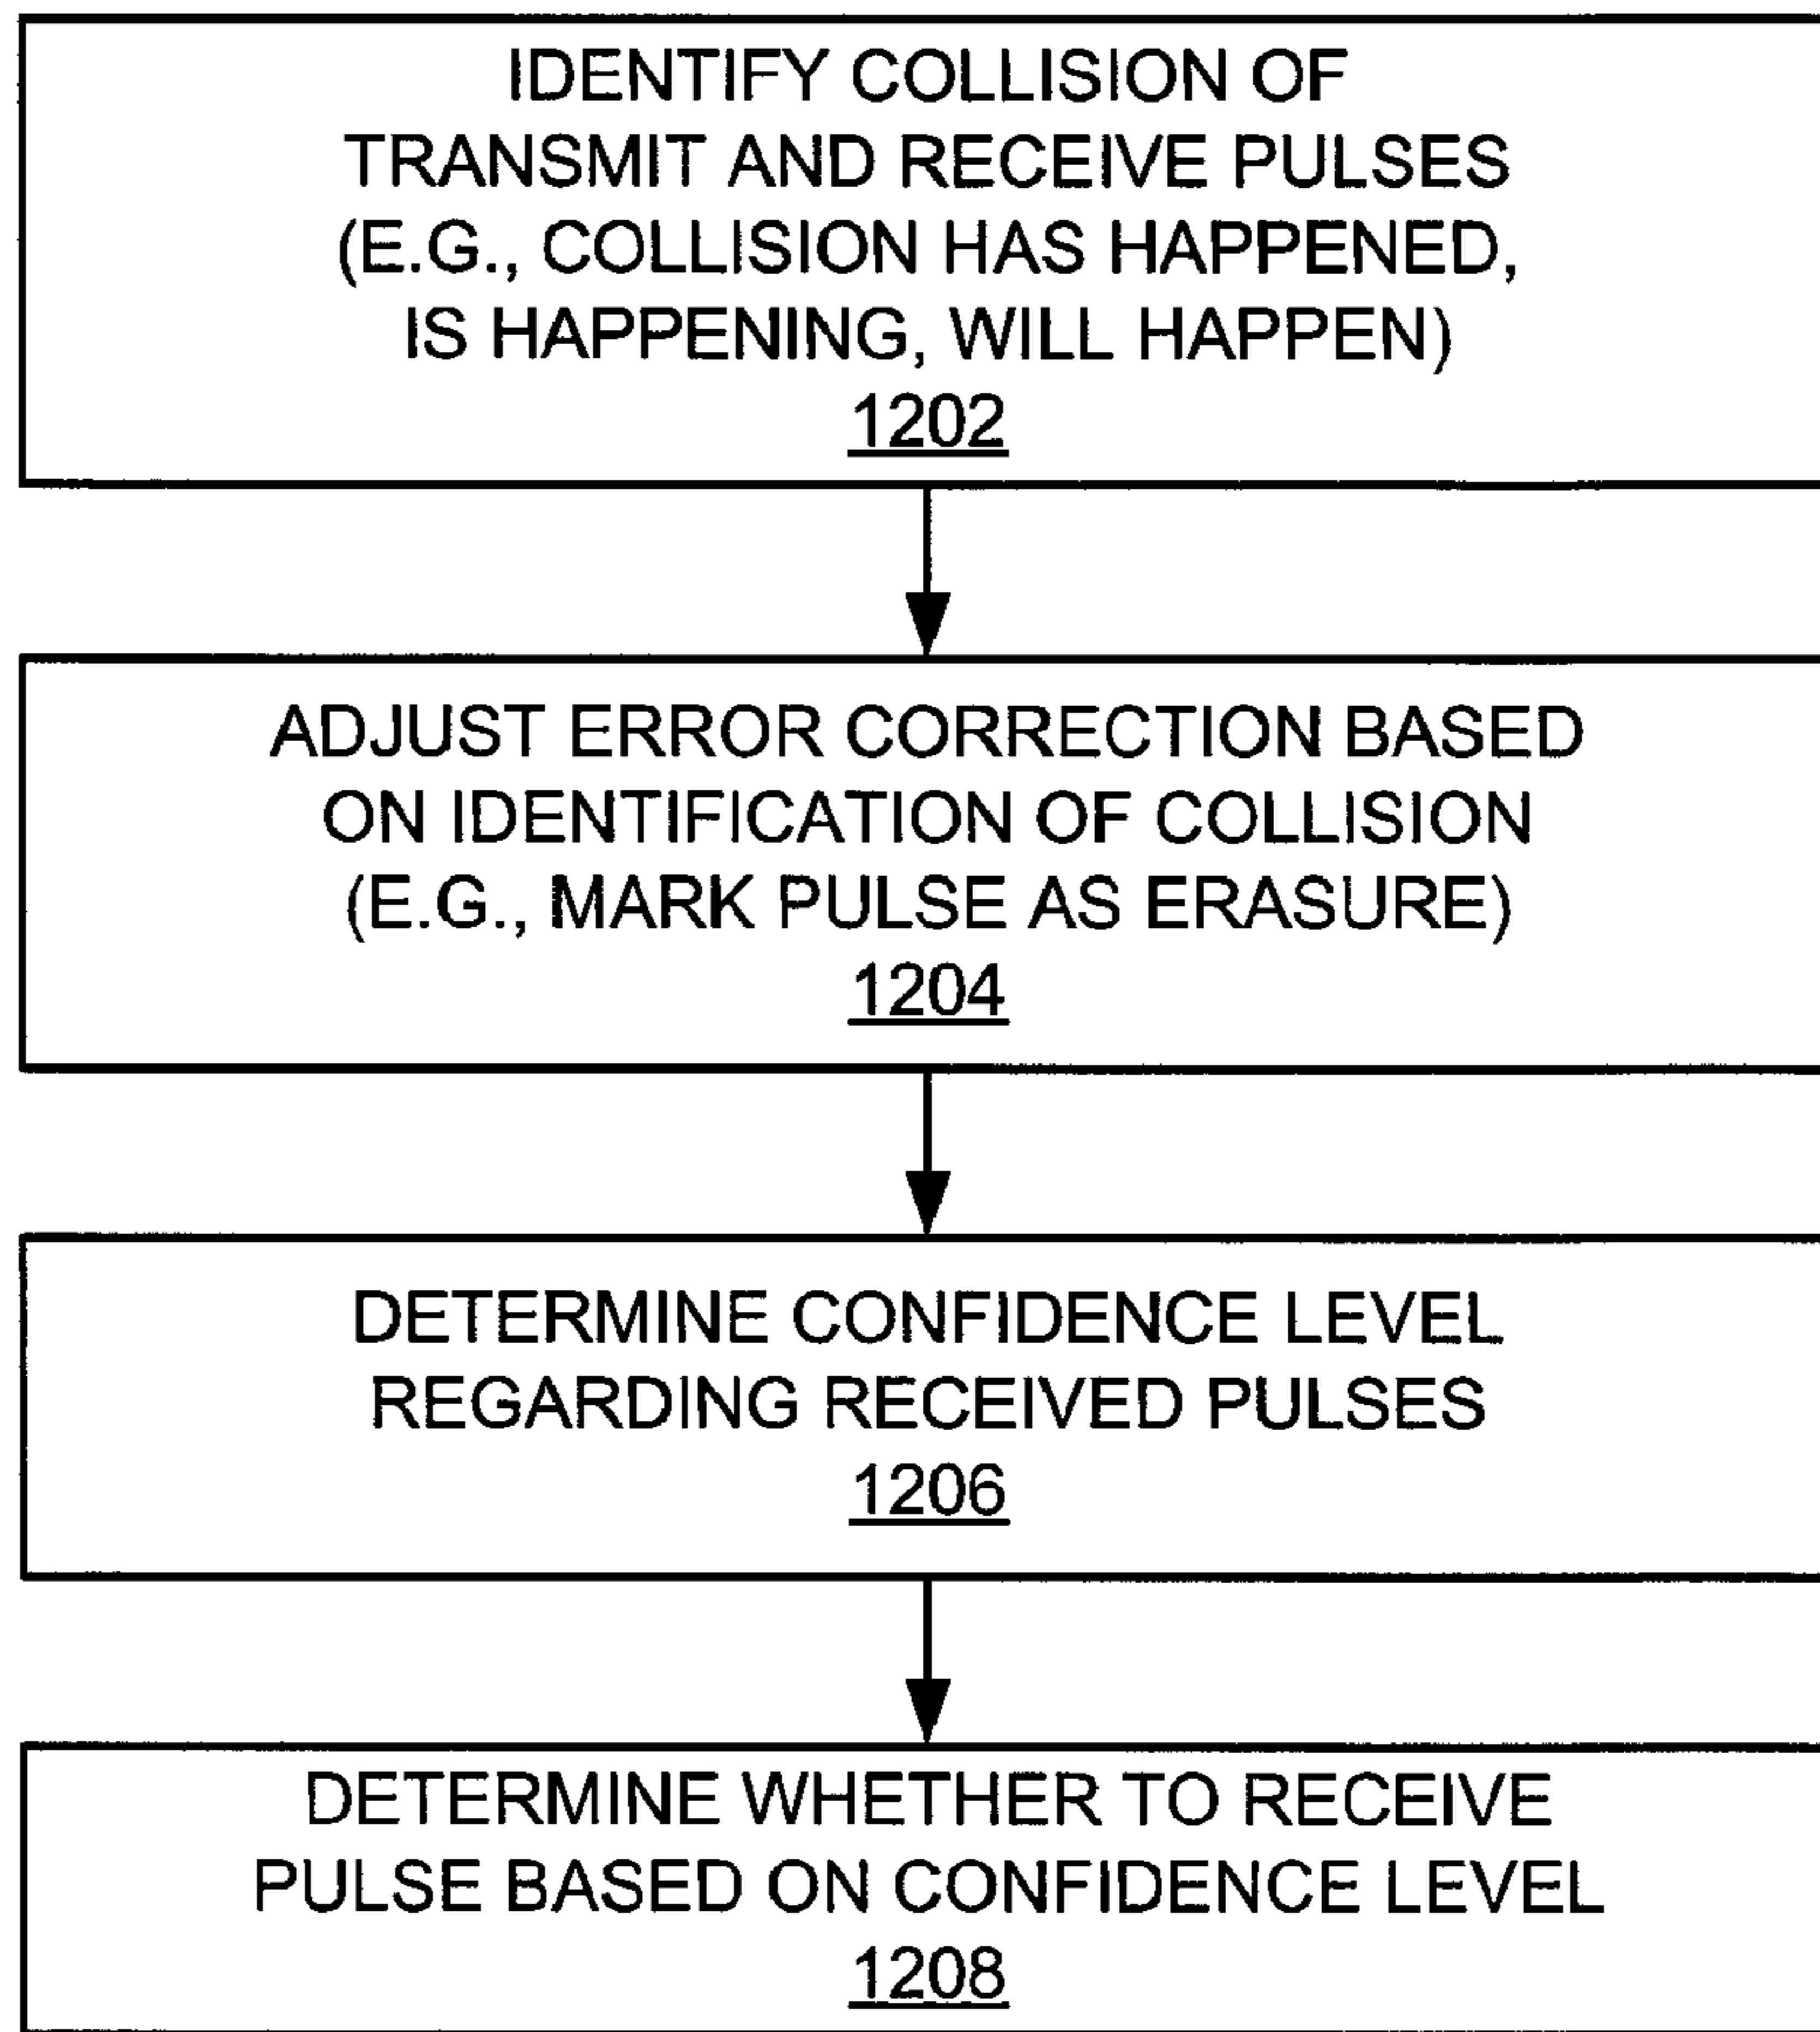 IDENTIFY COLLISION OF
TRANSMIT AND RECEIVE PULSES
(E.G., COLLISION HAS HAPPENED,
IS HAPPENING, WILL HAPPEN)
1202
ADJUST ERROR CORRECTION BASED
ON IDENTIFICATION OF COLLISION
(E.G., MARK PULSE AS ERASURE)
1204
DETERMINE CONFIDENCE LEVEL
REGARDING RECEIVED PULSES
1206
DETERMINE WHETHER TO RECEIVE
PULSE BASED ON CONFIDENCE LEVEL
1208